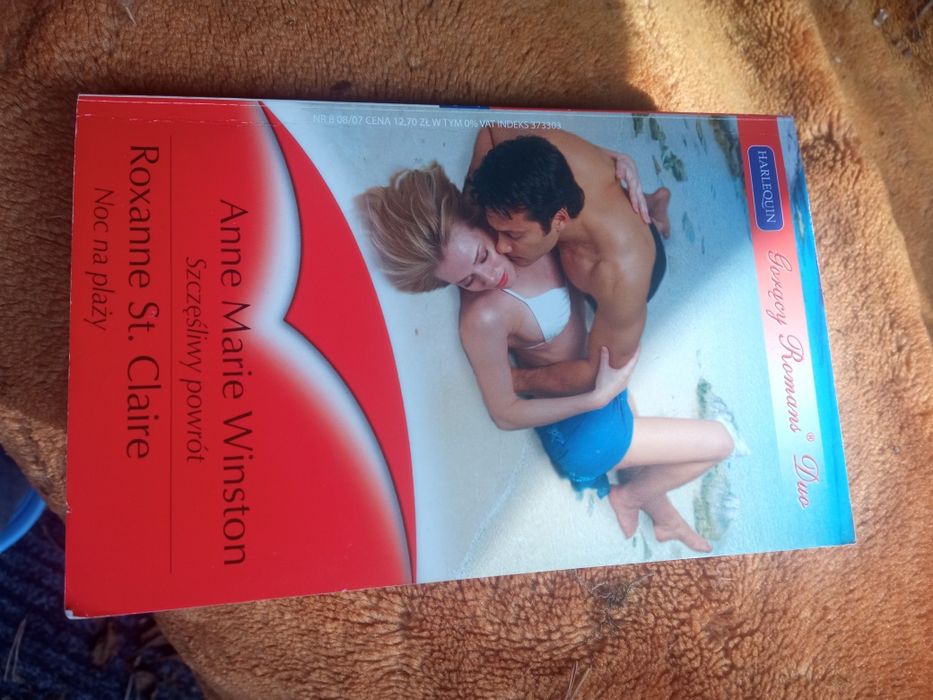 HARLEQUIN
Gorący Romans® Duo
NR 8 08/07 CENA 12,70 ZŁ W TYM 0% VAT INDEKS 373303
Anne Marie Winston
Szczęśliwy powrót
Roxanne St. Claire
Noc na plaży